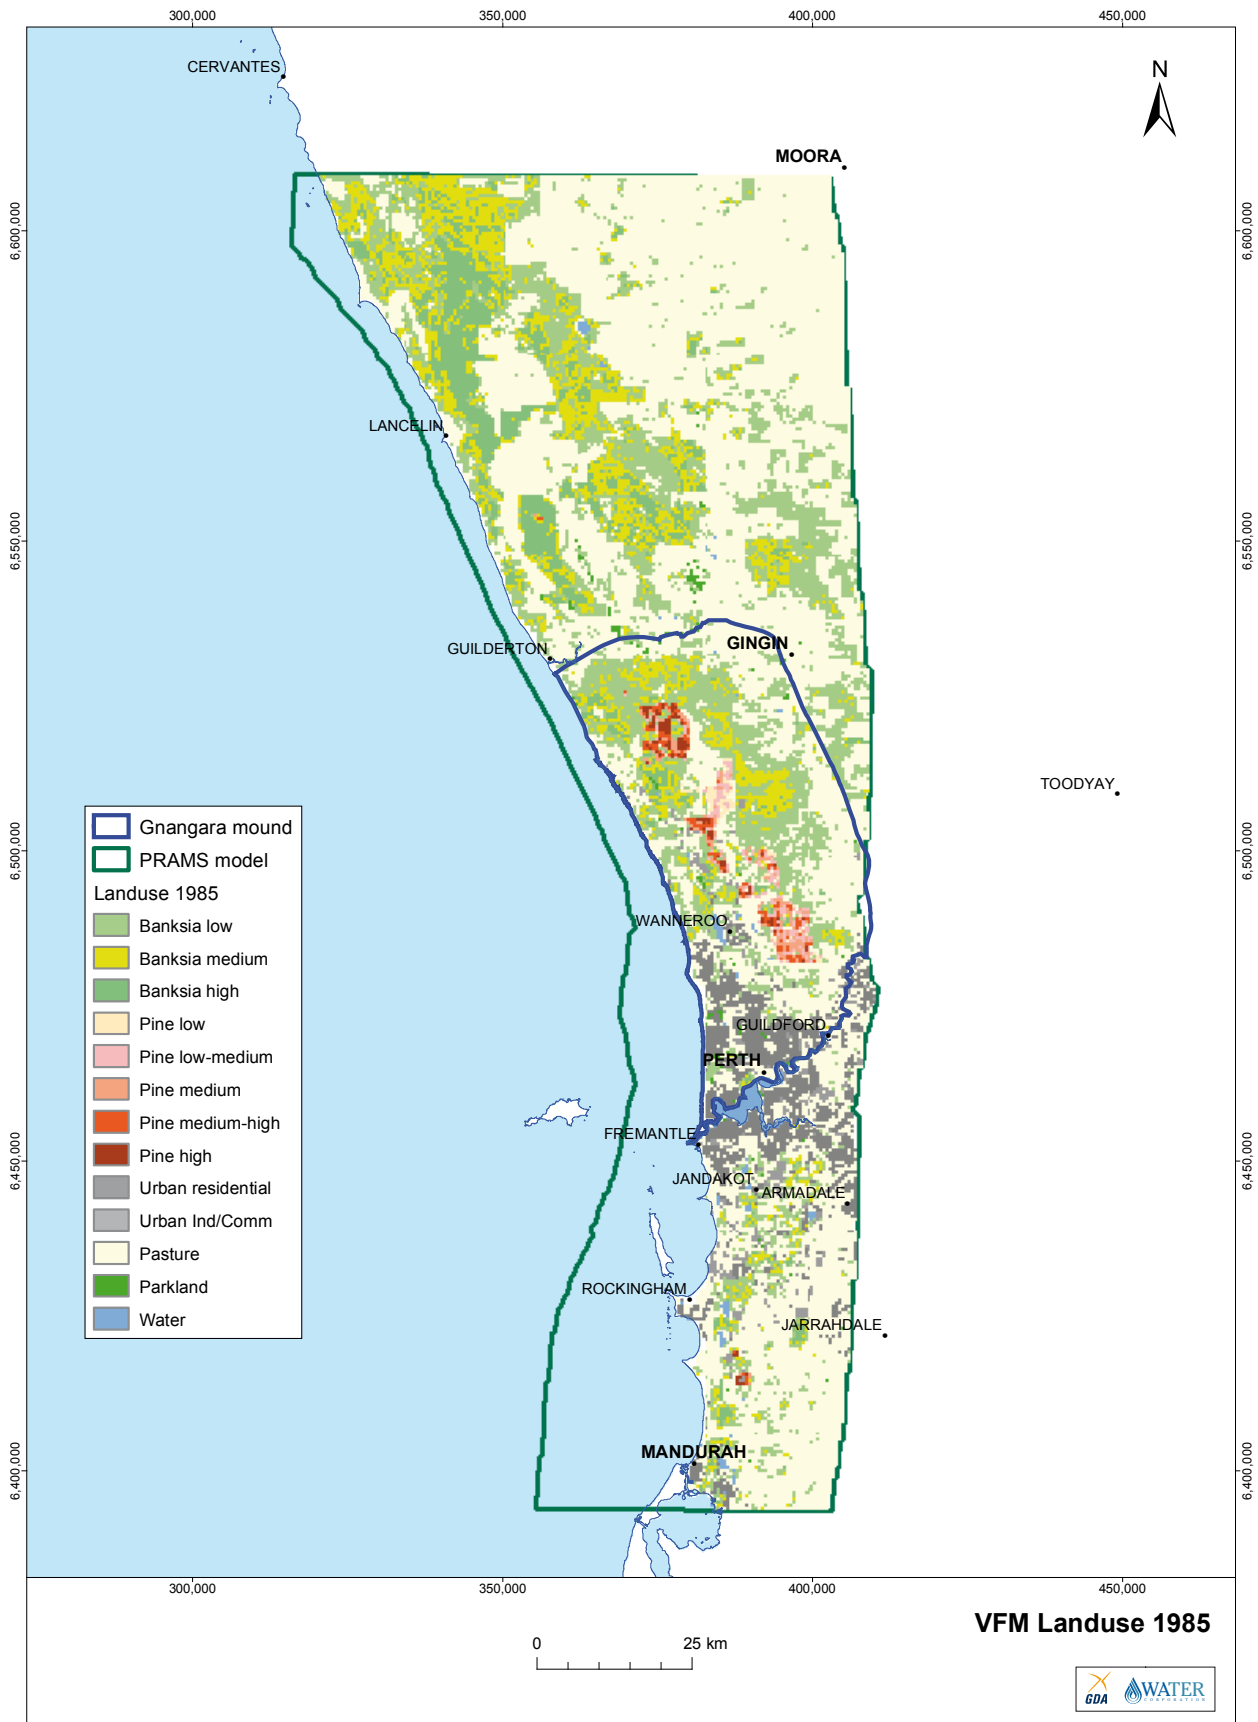 300,000
350,000
400,000
450,000
CERVANTES
N
MOORA
6,600,000
6,600,000
LANCELIN
6,550,000
6,550,000
GUILDERTON
GINGIN
TOODYAY
6,500,000
6,500,000
Gnangara mound
PRAMS model
Landuse 1985
Banksia low
Banksia medium
Banksia high
Pine low
Pine low-medium
Pine medium
Pine medium-high
Pine high
Urban residential
Urban Ind/Comm
Pasture
Parkland
Water
WANNEROO
GUILDFORD
PERTH
FREMANTLE
6,450,000
6,450,000
JANDAKOT
ARMADALE
ROCKINGHAM
JARRAHDALE
MANDURAH
6,400,000
6,400,000
300,000
350,000
400,000
450,000
VFM Landuse 1985
0
25 km
GDA
WATER
CORPORATION